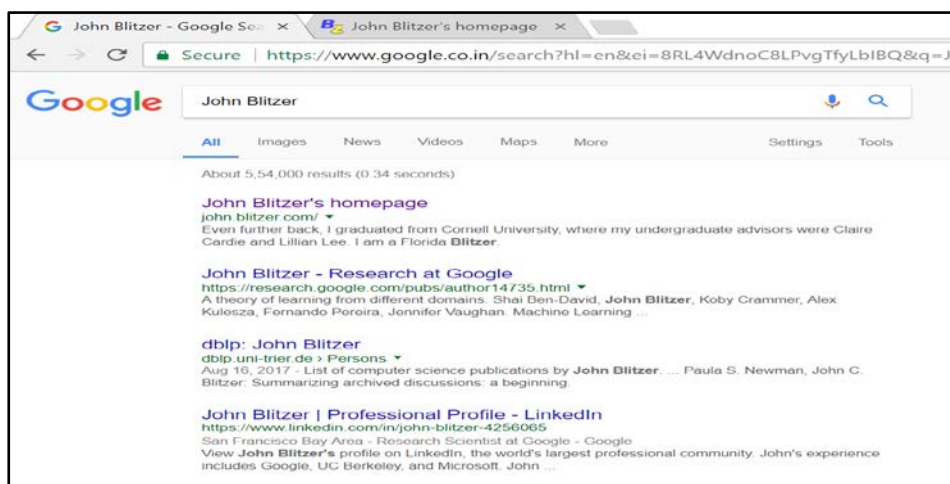 John Blitzer - Google Sea
John Blitzer's homepage
Secure | https://www.google.co.in/search?hl=en&ei=8RL4WdnoC8LPvgTfyLbIBQ&q=J
Google
John Blitzer
All Images News Videos Maps More Settings Tools
About 5,54,000 results (0.34 seconds)
John Blitzer's homepage
john.blitzer.com/
Even further back, I graduated from Cornell University, where my undergraduate advisors were Claire
Cardie and Lillian Lee. I am a Florida Blitzer.
John Blitzer - Research at Google
https://research.google.com/pubs/author14735.html
A theory of learning from different domains. Shai Ben-David, John Blitzer, Koby Crammer, Alex
Kulesza, Fernando Pereira, Jennifer Vaughan. Machine Learning ...
dblp: John Blitzer
dblp.uni-trier.de › Persons
Aug 16, 2017 - List of computer science publications by John Blitzer. ... Paula S. Newman, John C.
Blitzer: Summarizing archived discussions: a beginning.
John Blitzer | Professional Profile - LinkedIn
https://www.linkedin.com/in/john-blitzer-4256065
San Francisco Bay Area - Research Scientist at Google - Google
View John Blitzer's profile on LinkedIn, the world's largest professional community. John's experience
includes Google, UC Berkeley, and Microsoft. John ...